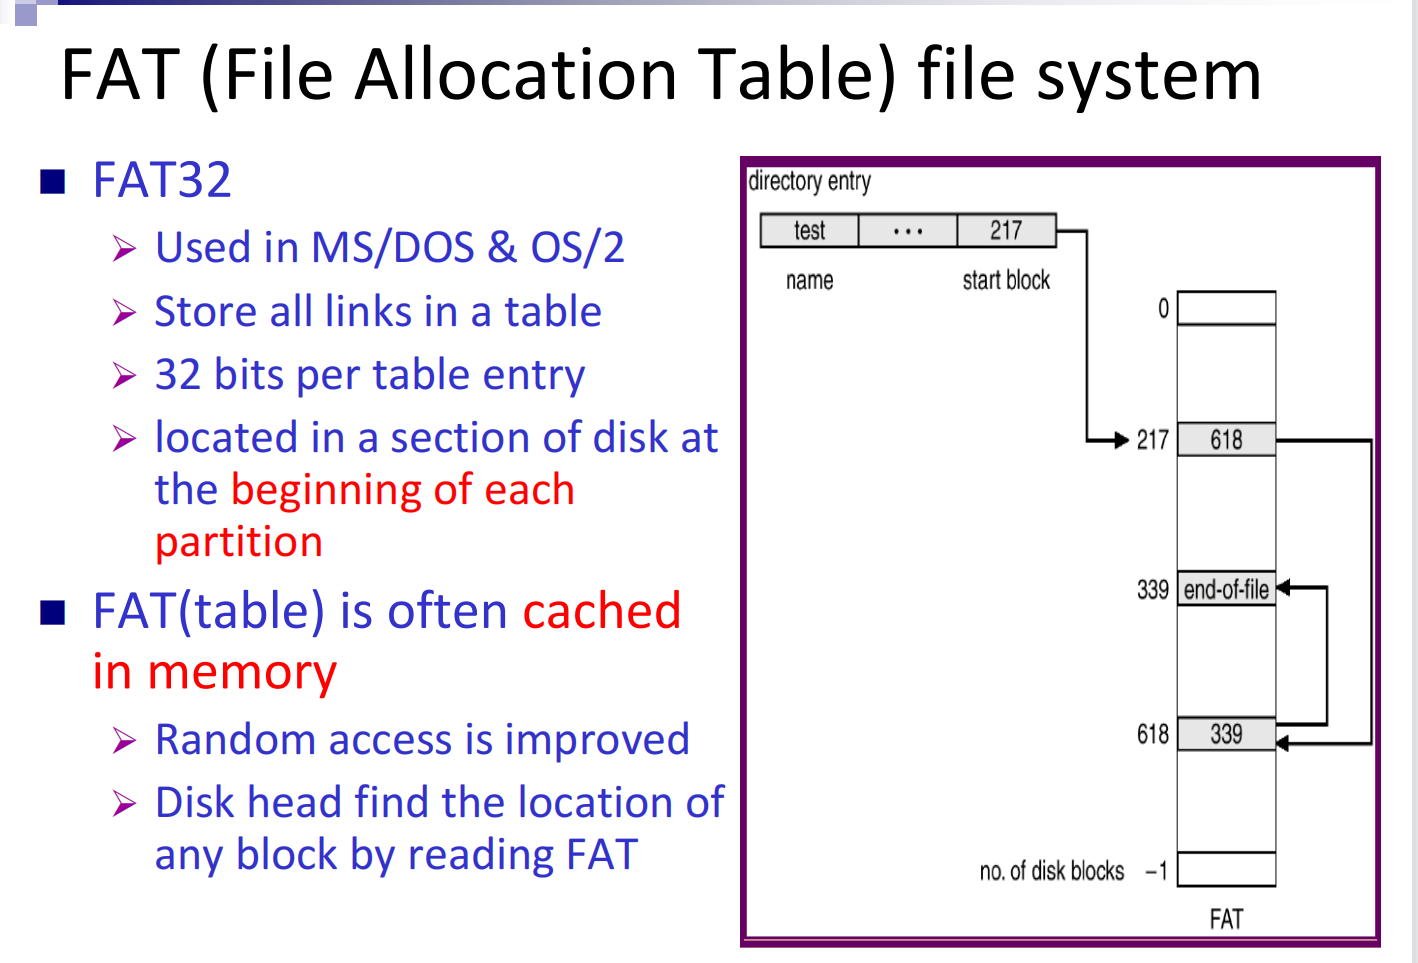 FAT (File Allocation Table) file system
FAT32
Used in MS/DOS & OS/2
Store all links in a table
32 bits per table entry
located in a section of disk at
the beginning of each
partition
FAT(table) is often cached
in memory
Random access is improved
Disk head find the location of
any block by reading FAT
directory entry
test ... 217
name start block
0
217 618
339 end-of-file
618 339
no. of disk blocks –1
FAT